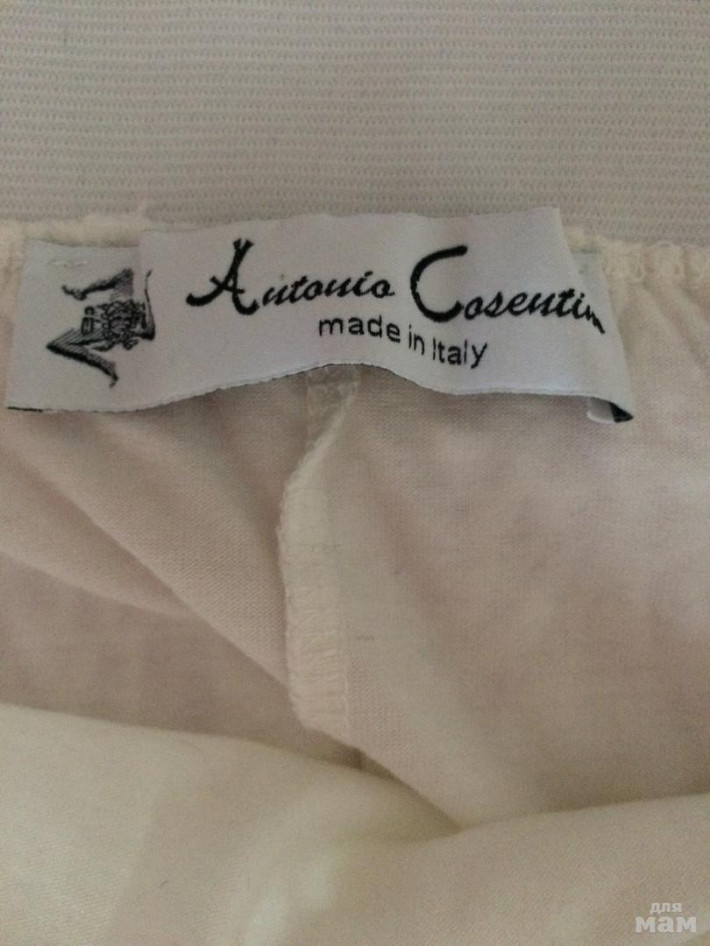 Antonio Cosentin
made in Italy
для
мам